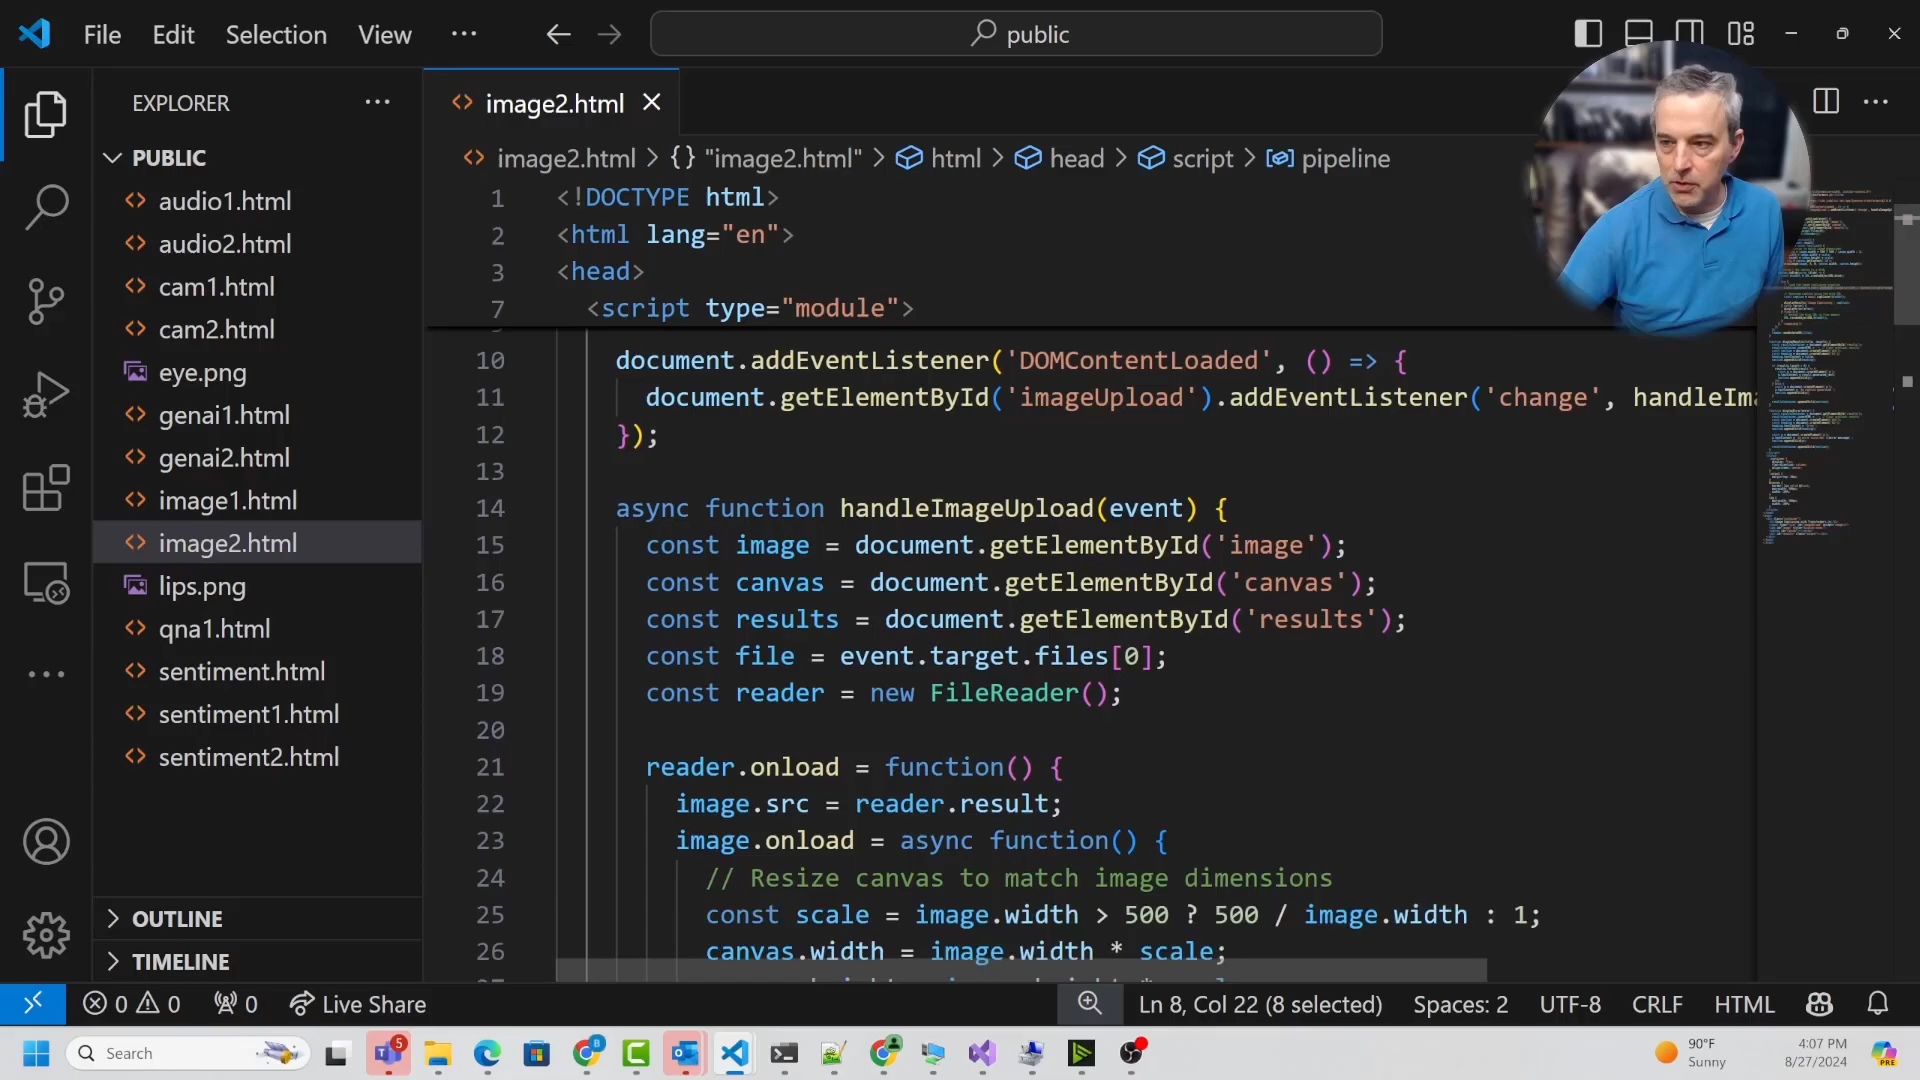 File Edit Selection View ... public
EXPLORER ...
PUBLIC
audio1.html
audio2.html
cam1.html
cam2.html
eye.png
genai1.html
genai2.html
image1.html
image2.html
lips.png
qna1.html
sentiment.html
sentiment1.html
sentiment2.html
OUTLINE
TIMELINE
image2.html
image2.html > {} "image2.html" > html > head > script > pipeline
1 <!DOCTYPE html>
2 <html lang="en">
3 <head>
7 <script type="module">
10 document.addEventListener('DOMContentLoaded', () => {
11 document.getElementById('imageUpload').addEventListener('change', handleIma
12 });
13
14 async function handleImageUpload(event) {
15 const image = document.getElementById('image');
16 const canvas = document.getElementById('canvas');
17 const results = document.getElementById('results');
18 const file = event.target.files[0];
19 const reader = new FileReader();
20
21 reader.onload = function() {
22 image.src = reader.result;
23 image.onload = async function() {
24 // Resize canvas to match image dimensions
25 const scale = image.width > 500 ? 500 / image.width : 1;
26 canvas.width = image.width * scale;
0 0 0 Live Share Ln 8, Col 22 (8 selected) Spaces: 2 UTF-8 CRLF HTML
Search 5 B 90°F 4:07 PM
Sunny 8/27/2024 PRE